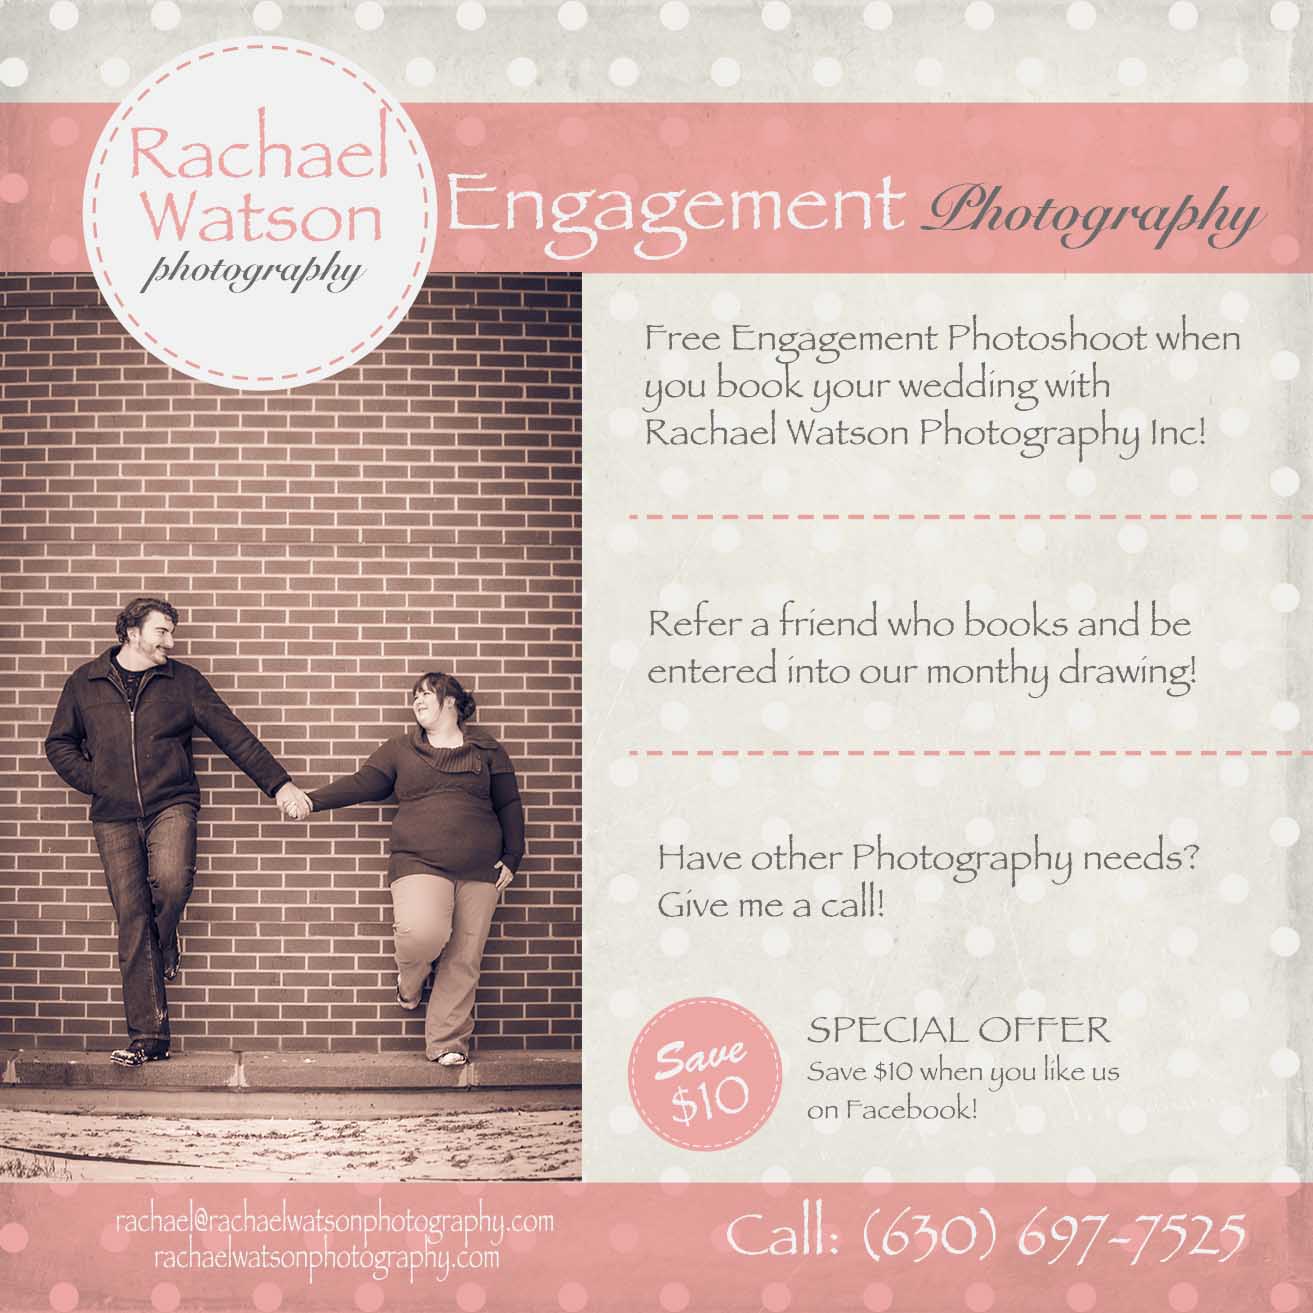 Rachael
Watson
photography
Engagement Photography
Free Engagement Photoshoot when
you book your wedding with
Rachael Watson Photography Inc!
Refer a friend who books and be
entered into our monthy drawing!
Have other Photography needs?
Give me a call!
Save
$10
SPECIAL OFFER
Save $10 when you like us
on Facebook!
rachael@rachaelwatsonphotography.com
rachaelwatsonphotography.com
Call: (630) 697-7525